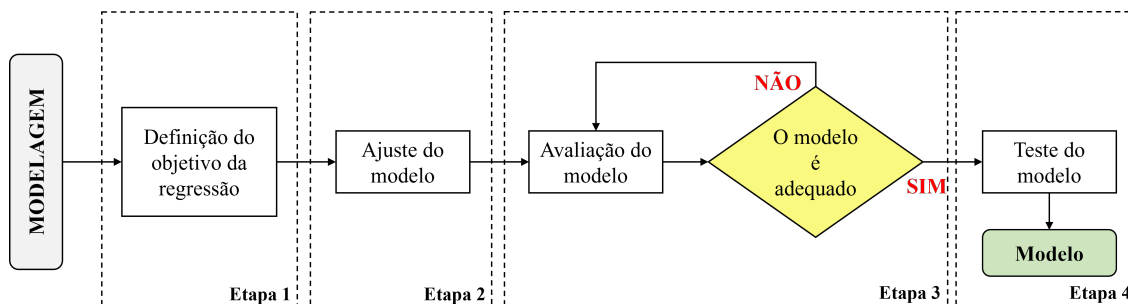 MODELAGEM
Definição do
objetivo da
regressão
Etapa 1
Ajuste do
modelo
Etapa 2
Avaliação do
modelo
NÃO
O modelo
é
adequado
SIM
Etapa 3
Teste do
modelo
Modelo
Etapa 4